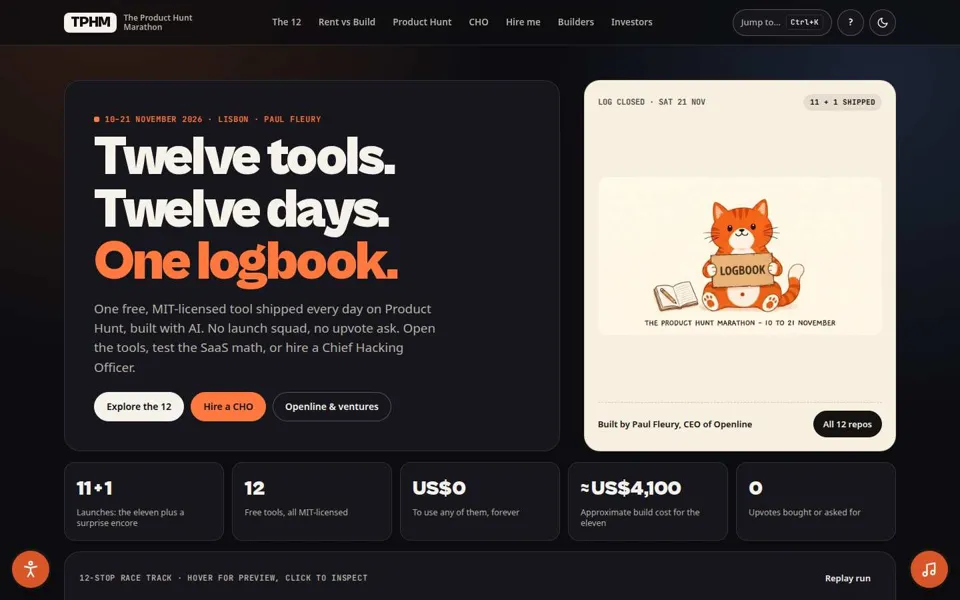 TPHM
The Product Hunt
Marathon
The 12
Rent vs Build
Product Hunt
CHO
Hire me
Builders
Investors
Jump to... Ctrl+K
?
10–21 NOVEMBER 2026 · LISBON · PAUL FLEURY
Twelve tools.
Twelve days.
One logbook.
One free, MIT-licensed tool shipped every day on Product
Hunt, built with AI. No launch squad, no upvote ask. Open
the tools, test the SaaS math, or hire a Chief Hacking
Officer.
Explore the 12
Hire a CHO
Openline & ventures
LOG CLOSED · SAT 21 NOV
11 + 1 SHIPPED
LOGBOOK
THE PRODUCT HUNT MARATHON – 10 TO 21 NOVEMBER
Built by Paul Fleury, CEO of Openline
All 12 repos
11+1
Launches: the eleven plus a
surprise encore
12
Free tools, all MIT-licensed
US$0
To use any of them, forever
≈US$4,100
Approximate build cost for the
eleven
0
Upvotes bought or asked for
12-STOP RACE TRACK · HOVER FOR PREVIEW, CLICK TO INSPECT
Replay run